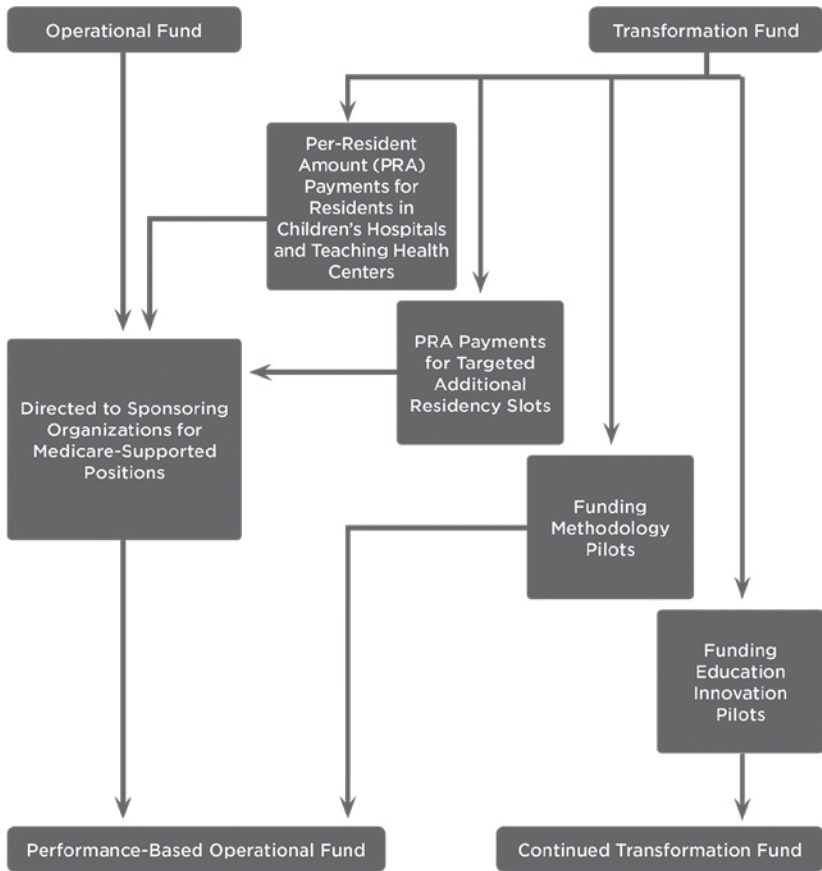 Operational Fund
Transformation Fund
Per-Resident
Amount (PRA)
Payments for
Residents in
Children's Hospitals
and Teaching Health
Centers
PRA Payments
for Targeted
Additional
Residency Slots
Directed to Sponsoring
Organizations for
Medicare-Supported
Positions
Funding
Methodology
Pilots
Funding
Education
Innovation
Pilots
Performance-Based Operational Fund
Continued Transformation Fund